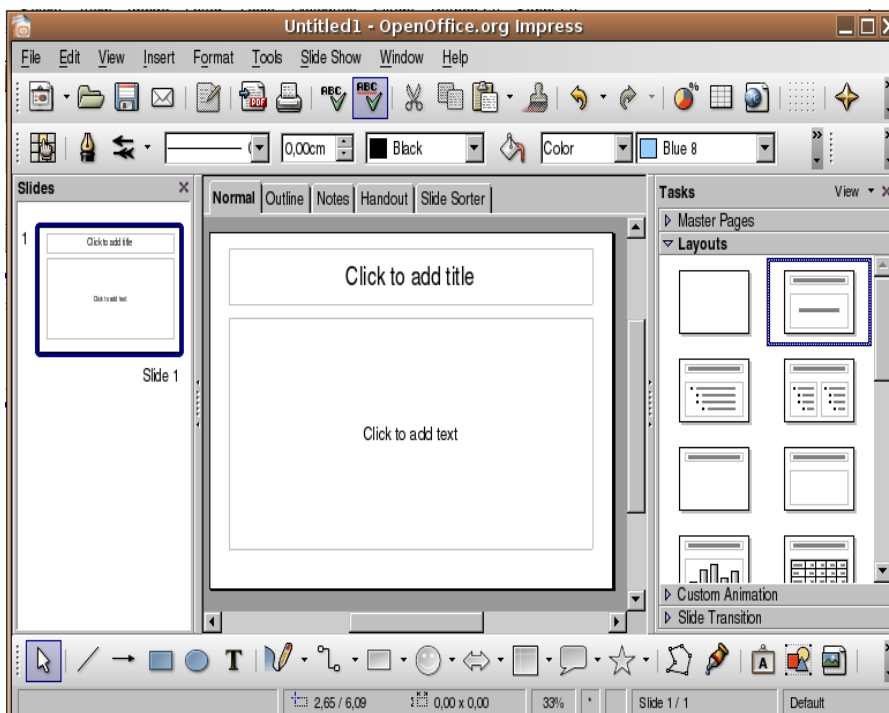 Untitled1 - OpenOffice.org Impress
File Edit View Insert Format Tools Slide Show Window Help
PDF ABC ABC %
0,00cm Black Color Blue 8
Slides
Normal Outline Notes Handout Slide Sorter
Tasks View
1
Click to add title
Click to add text
Slide 1
Click to add title
Click to add text
Master Pages
Layouts
Custom Animation
Slide Transition
T A
2,65 / 6,09 0,00 x 0,00 33% * Slide 1 / 1 Default